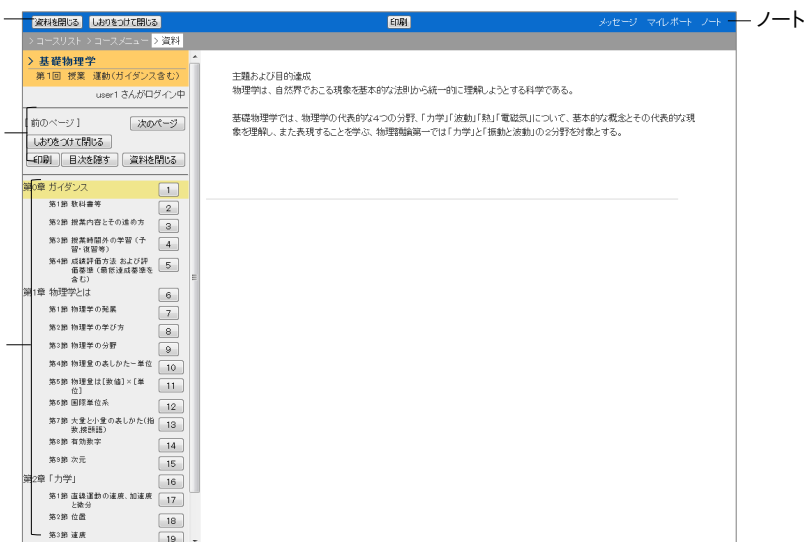 資料を閉じる しおりをつけて閉じる 印刷 メッセージ マイレポート ノート ノート
> コースリスト > コースメニュー > 資料
> 基礎物理学
第1回 授業 運動(ガイダンス含む)
user1 さんがログイン中
[前のページ] 次のページ
しおりをつけて閉じる
印刷 目次を隠す 資料を閉じる
第0章 ガイダンス 1
第1節 教科書等 2
第2節 授業内容とその進め方 3
第3節 授業時間外の学習(予
習・復習等) 4
第4節 成績評価方法 および評
価基準(最低達成基準を
含む) 5
第1章 物理学とは 6
第1節 物理学の発展 7
第2節 物理学の学び方 8
第3節 物理学の分野 9
第4節 物理量の表しかた~単位 10
第5節 物理量は[数値]×[単
位] 11
第6節 国際単位系 12
第7節 大量と小量の表しかた(指
数,接頭語) 13
第8節 有効数字 14
第9節 次元 15
第2章 「力学」 16
第1節 直線運動の速度、加速度
と微分 17
第2節 位置 18
第3節 速度 19
主題および目的達成
物理学は、自然界でおこる現象を基本的な法則から統一的に理解しようとする科学である。
基礎物理学では、物理学の代表的な4つの分野、「力学」「波動」「熱」「電磁気」について、基本的な概念とその代表的な現
象を理解し、また表現することを学ぶ、物理学概論第一では「力学」と「振動と波動」の2分野を対象とする。